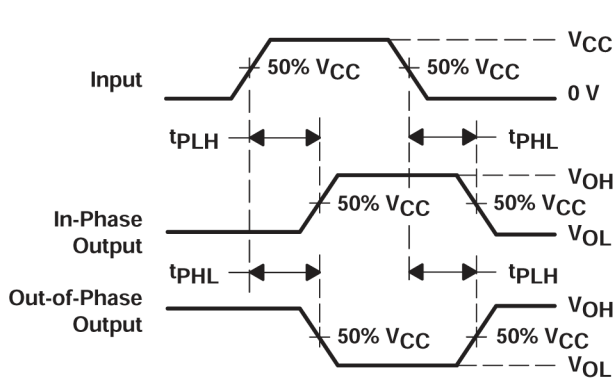 VCC
Input
50% VCC
50% VCC
0 V
tPLH
tPHL
VOH
In-Phase
Output
50% VCC
50% VCC
VOL
tPHL
tPLH
Out-of-Phase
Output
VOH
50% VCC
50% VCC
VOL